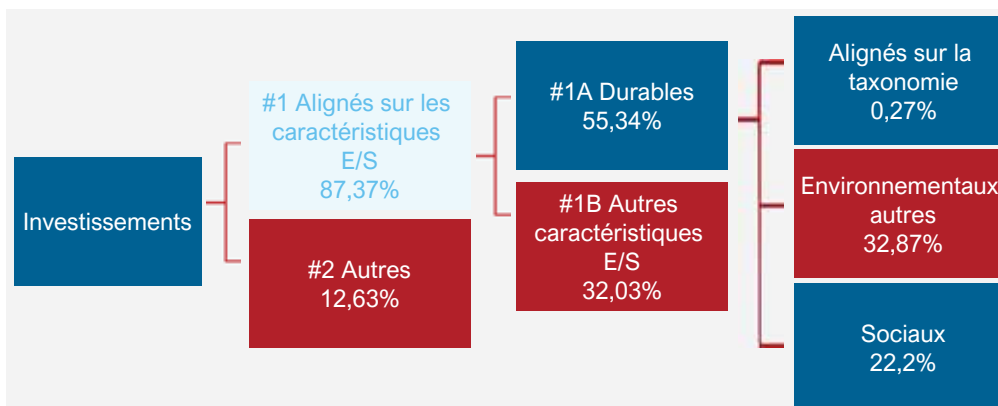 Investissements
#1 Alignés sur les
caractéristiques
E/S
87,37%
#2 Autres
12,63%
#1A Durables
55,34%
#1B Autres
caractéristiques
E/S
32,03%
Alignés sur la
taxonomie
0,27%
Environnementaux
autres
32,87%
Sociaux
22,2%